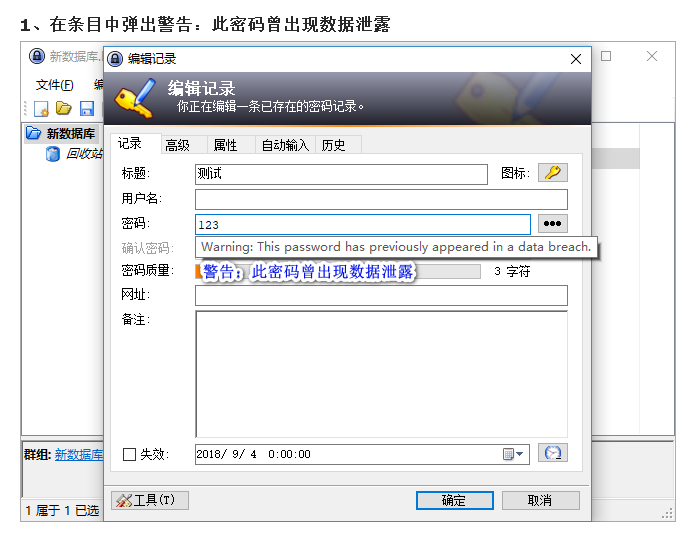 1、在条目中弹出警告：此密码曾出现数据泄露
新数据库.
编辑记录
文件(F)
编辑记录
你正在编辑一条已存在的密码记录。
新数据库
回收站
记录 高级 属性 自动输入 历史
标题: 测试 图标:
用户名:
密码: 123
确认密码: Warning: This password has previously appeared in a data breach.
密码质量: 警告：此密码曾出现数据泄露 3 字符
网址:
备注:
失效: 2018/ 9/ 4 0:00:00
群组: 新数据库
工具(T) 确定 取消
1 属于 1 已选